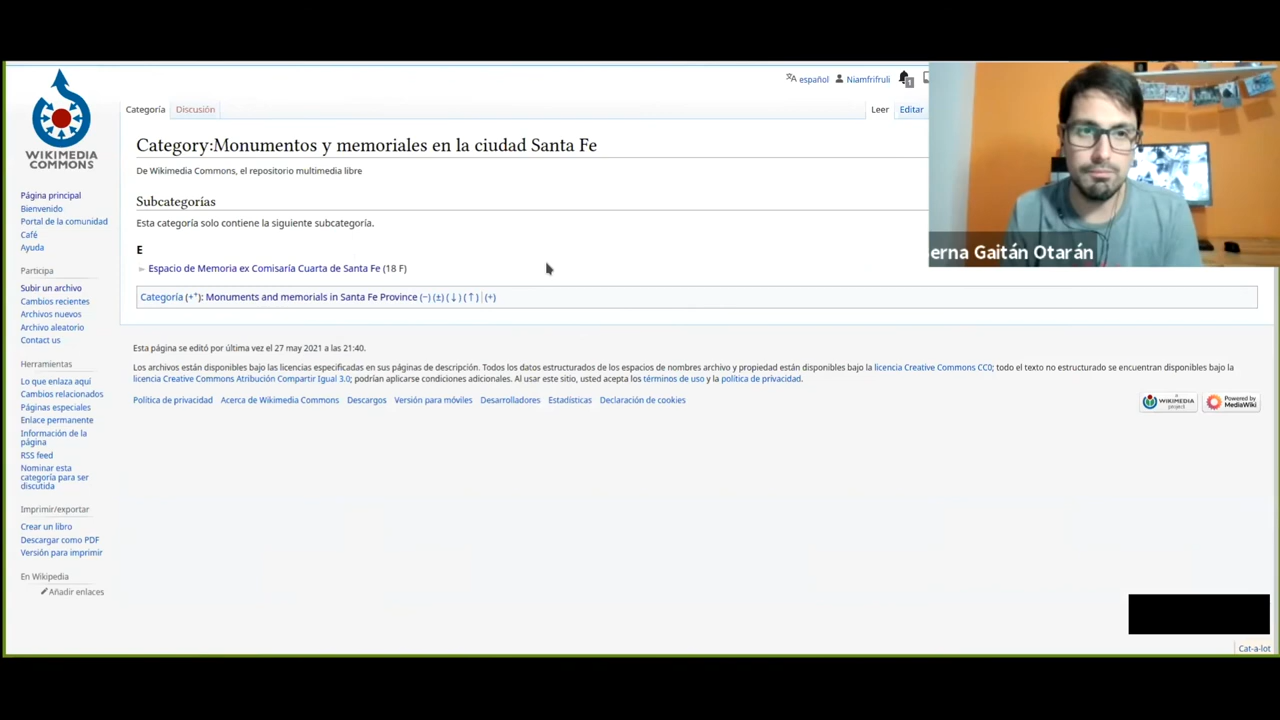 español Niamfrifruli 1
Categoría Discusión Leer Editar
WIKIMEDIA
COMMONS
Category:Monumentos y memoriales en la ciudad Santa Fe
De Wikimedia Commons, el repositorio multimedia libre
Subcategorías
Esta categoría solo contiene la siguiente subcategoría.
E
► Espacio de Memoria ex Comisaría Cuarta de Santa Fe (18 F)
Categoría (+⁺): Monuments and memorials in Santa Fe Province (−) (±) (↓) (↑) | (+)
Esta página se editó por última vez el 27 may 2021 a las 21:40.
Los archivos están disponibles bajo las licencias especificadas en sus páginas de descripción. Todos los datos estructurados de los espacios de nombres archivo y propiedad están disponibles bajo la licencia Creative Commons CC0; todo el texto no estructurado se encuentran disponibles bajo la
licencia Creative Commons Atribución Compartir Igual 3.0; podrían aplicarse condiciones adicionales. Al usar este sitio, usted acepta los términos de uso y la política de privacidad.
Política de privacidad Acerca de Wikimedia Commons Descargos Versión para móviles Desarrolladores Estadísticas Declaración de cookies
A WIKIMEDIA project
Powered by MediaWiki
Página principal
Bienvenido
Portal de la comunidad
Café
Ayuda
Participa
Subir un archivo
Cambios recientes
Archivos nuevos
Archivo aleatorio
Contact us
Herramientas
Lo que enlaza aquí
Cambios relacionados
Páginas especiales
Enlace permanente
Información de la
página
RSS feed
Nominar esta
categoría para ser
discutida
Imprimir/exportar
Crear un libro
Descargar como PDF
Versión para imprimir
En Wikipedia
Añadir enlaces
erna Gaitán Otarán
Cat-a-lot